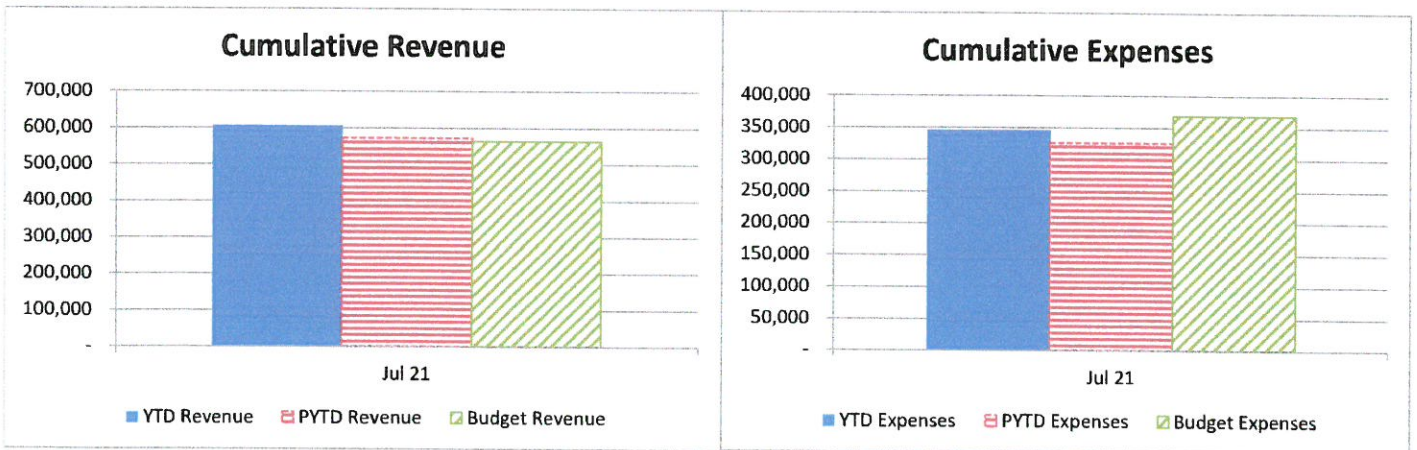 Cumulative Revenue
700,000
600,000
500,000
400,000
300,000
200,000
100,000
-
Jul 21
YTD Revenue PYTD Revenue Budget Revenue
Cumulative Expenses
400,000
350,000
300,000
250,000
200,000
150,000
100,000
50,000
-
Jul 21
YTD Expenses PYTD Expenses Budget Expenses